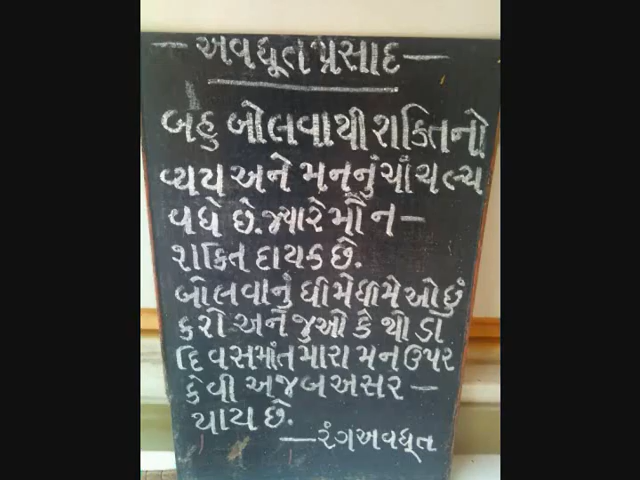 — અવધૂત પ્રસાદ —
બહુ બોલવાથી શક્તિનો
વ્યય અને મનનું ચાંચલ્ય
વધે છે. જ્યારે મૌન —
શક્તિ દાયક છે.
બોલવાનું ધીમે ધીમે ઓછું
કરો અને જુઓ કે થોડા
દિવસમાં તમારા મન ઉપર
કેવી અજબ અસર —
થાય છે.
— રંગઅવધૂત